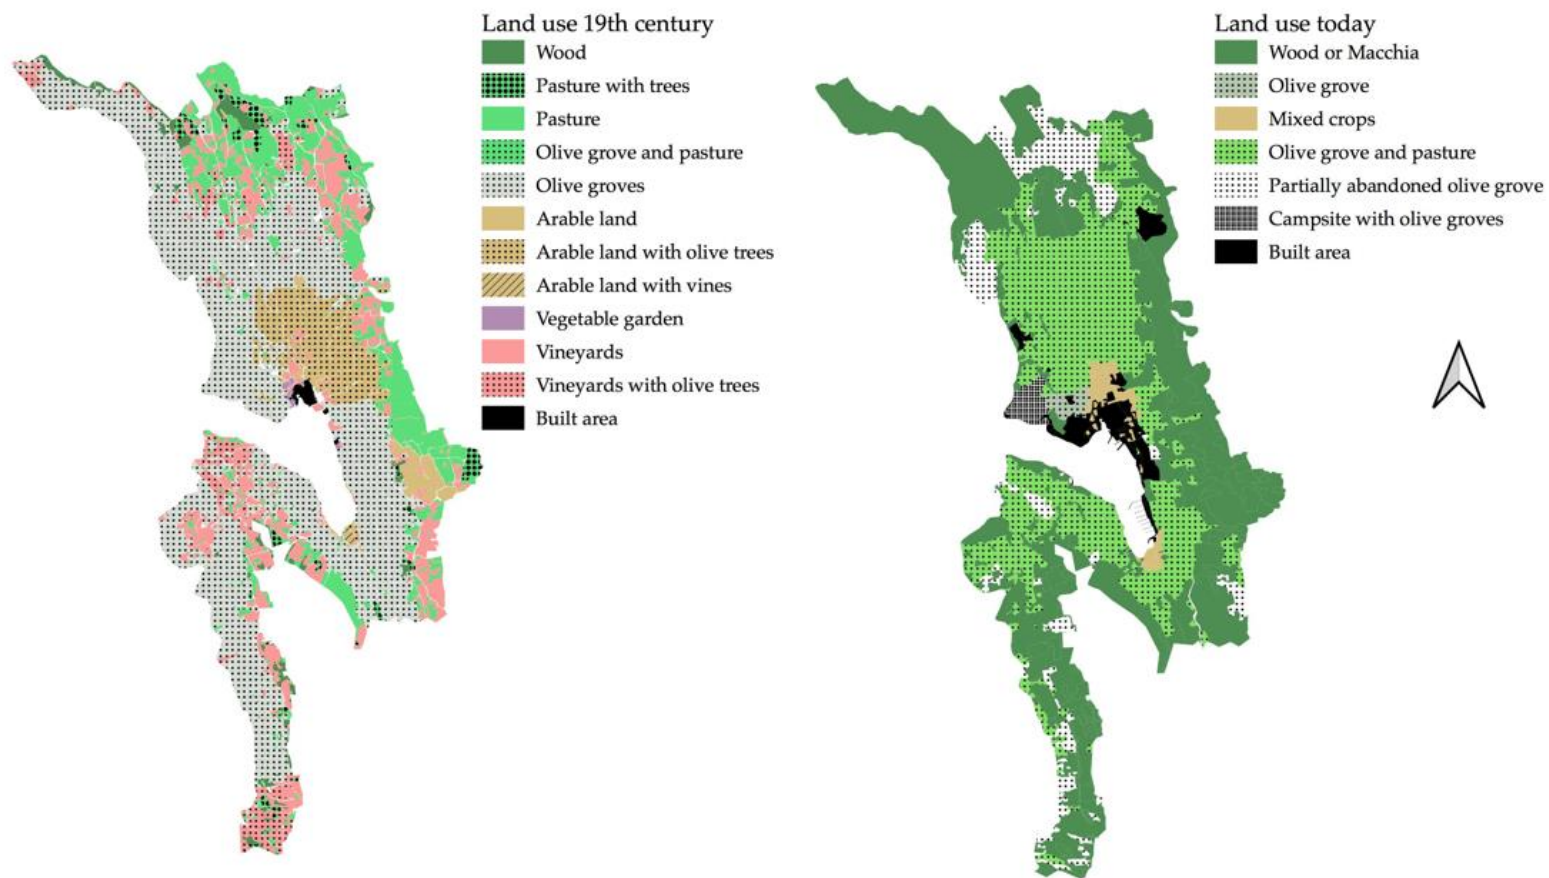 Land use 19th century
Wood
Pasture with trees
Pasture
Olive grove and pasture
Olive groves
Arable land
Arable land with olive trees
Arable land with vines
Vegetable garden
Vineyards
Vineyards with olive trees
Built area
Land use today
Wood or Macchia
Olive grove
Mixed crops
Olive grove and pasture
Partially abandoned olive grove
Campsite with olive groves
Built area